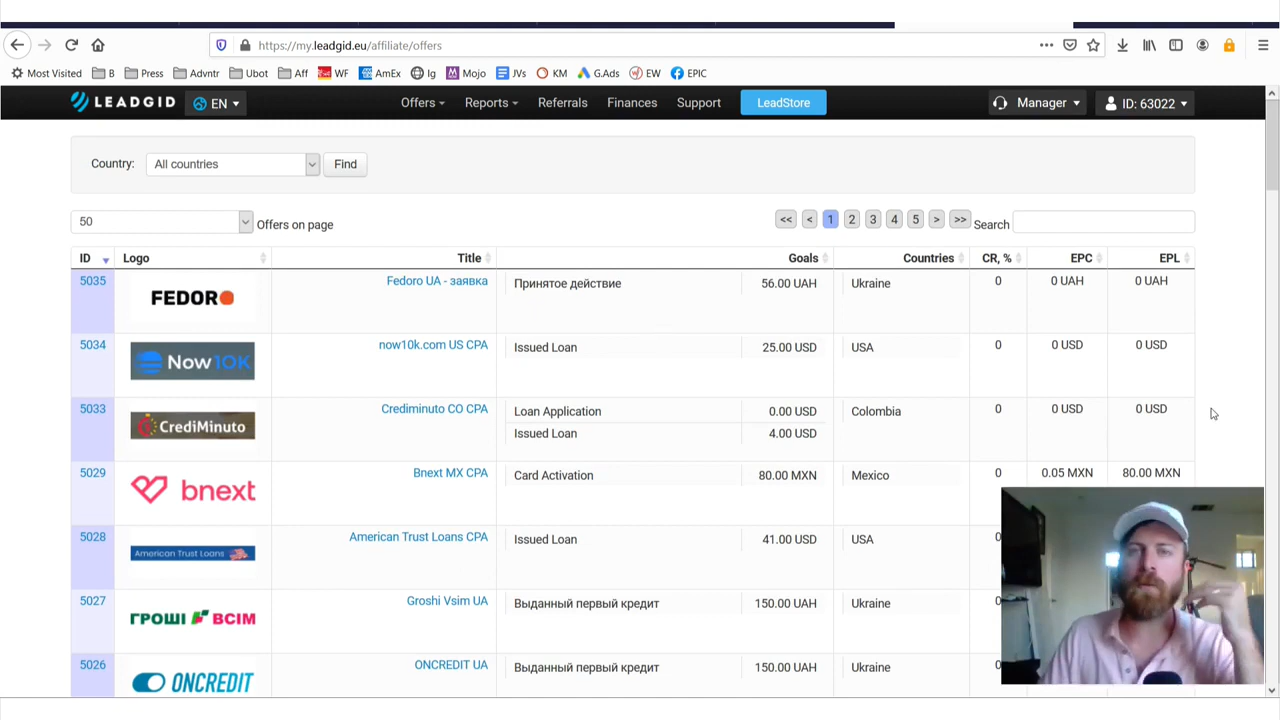 https://my.leadgid.eu/affiliate/offers
Most Visited B Press Advntr Ubot Aff WF AmEx Ig Mojo JVs KM G.Ads EW EPIC
LEADGID EN Offers Reports Referrals Finances Support LeadStore Manager ID: 63022
Country: All countries Find
50 Offers on page << < 1 2 3 4 5 > >> Search
ID Logo Title Goals Countries CR, % EPC EPL
5035 FEDORO Fedoro UA - заявка Принятое действие 56.00 UAH Ukraine 0 0 UAH 0 UAH
5034 Now10K now10k.com US CPA Issued Loan 25.00 USD USA 0 0 USD 0 USD
5033 CrediMinuto Crediminuto CO CPA Loan Application 0.00 USD Colombia 0 0 USD 0 USD
Issued Loan 4.00 USD
5029 bnext Bnext MX CPA Card Activation 80.00 MXN Mexico 0 0.05 MXN 80.00 MXN
5028 American Trust Loans American Trust Loans CPA Issued Loan 41.00 USD USA 0
5027 ГРОШІ ВСІМ Groshi Vsim UA Выданный первый кредит 150.00 UAH Ukraine 0
5026 ONCREDIT ONCREDIT UA Выданный первый кредит 150.00 UAH Ukraine 0